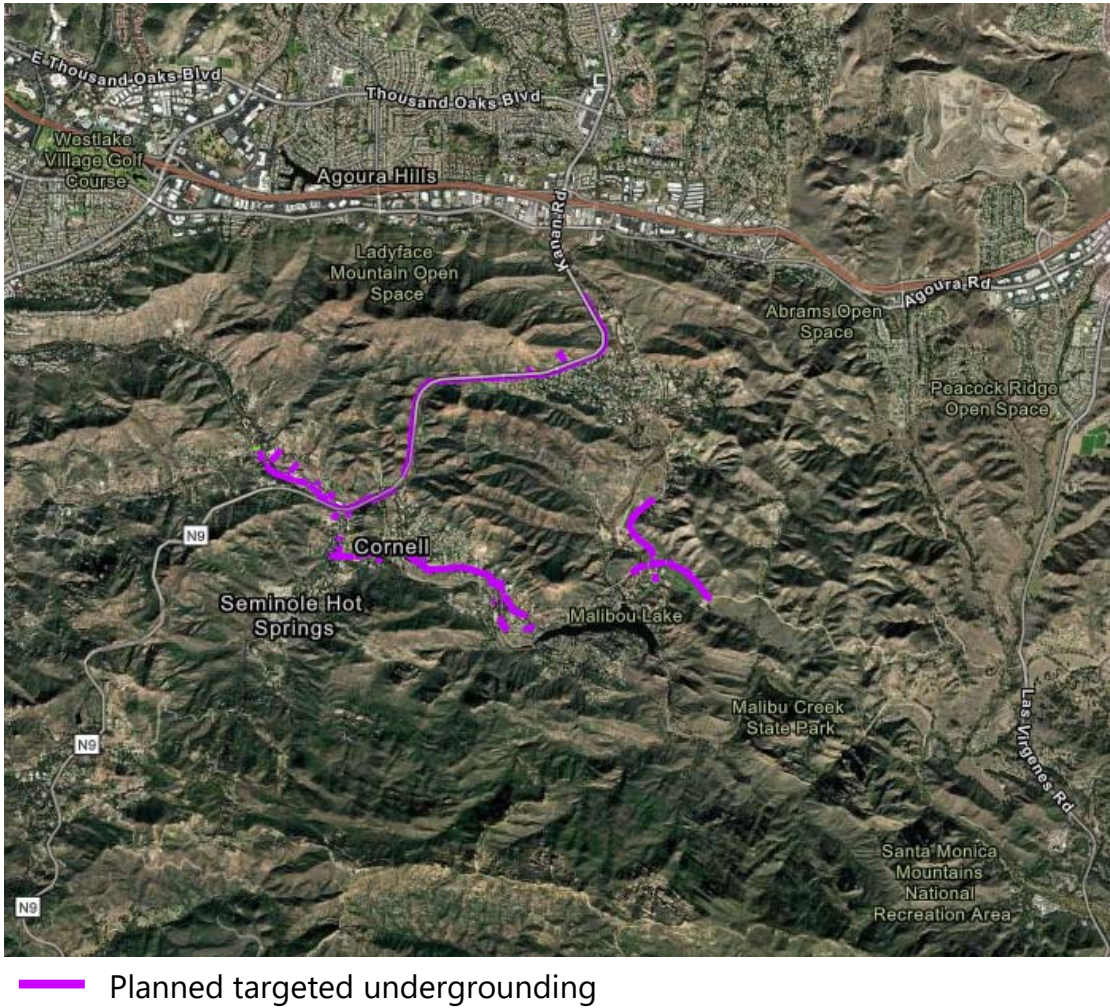 E Thousand Oaks Blvd
Thousand Oaks Blvd
Westlake
Village Golf
Course
Agoura Hills
Kanan Rd
Ladyface
Mountain Open
Space
Agoura Rd
Abrams Open
Space
Peacock Ridge
Open Space
N9
Cornell
Seminole Hot
Springs
Malibou Lake
Malibu Creek
State Park
N9
Las Virgenes Rd
Santa Monica
Mountains
National
Recreation Area
N9
Planned targeted undergrounding